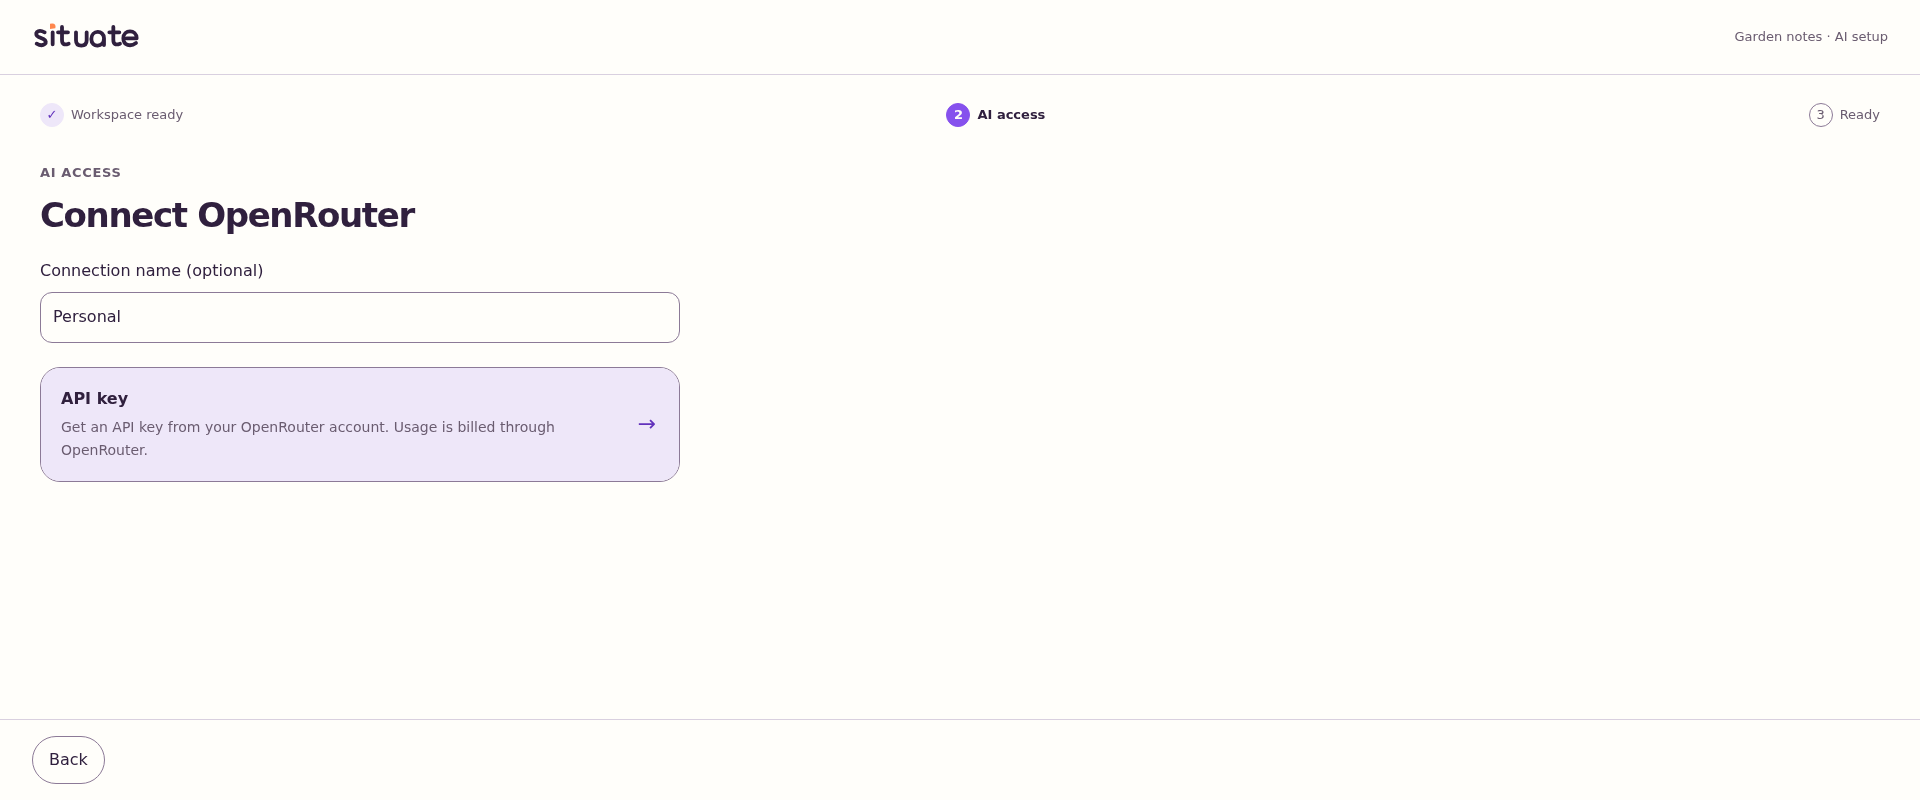 situate
Garden notes · AI setup
✓ Workspace ready
2 AI access
3 Ready
AI ACCESS
Connect OpenRouter
Connection name (optional)
Personal
API key
Get an API key from your OpenRouter account. Usage is billed through
OpenRouter.
→
Back